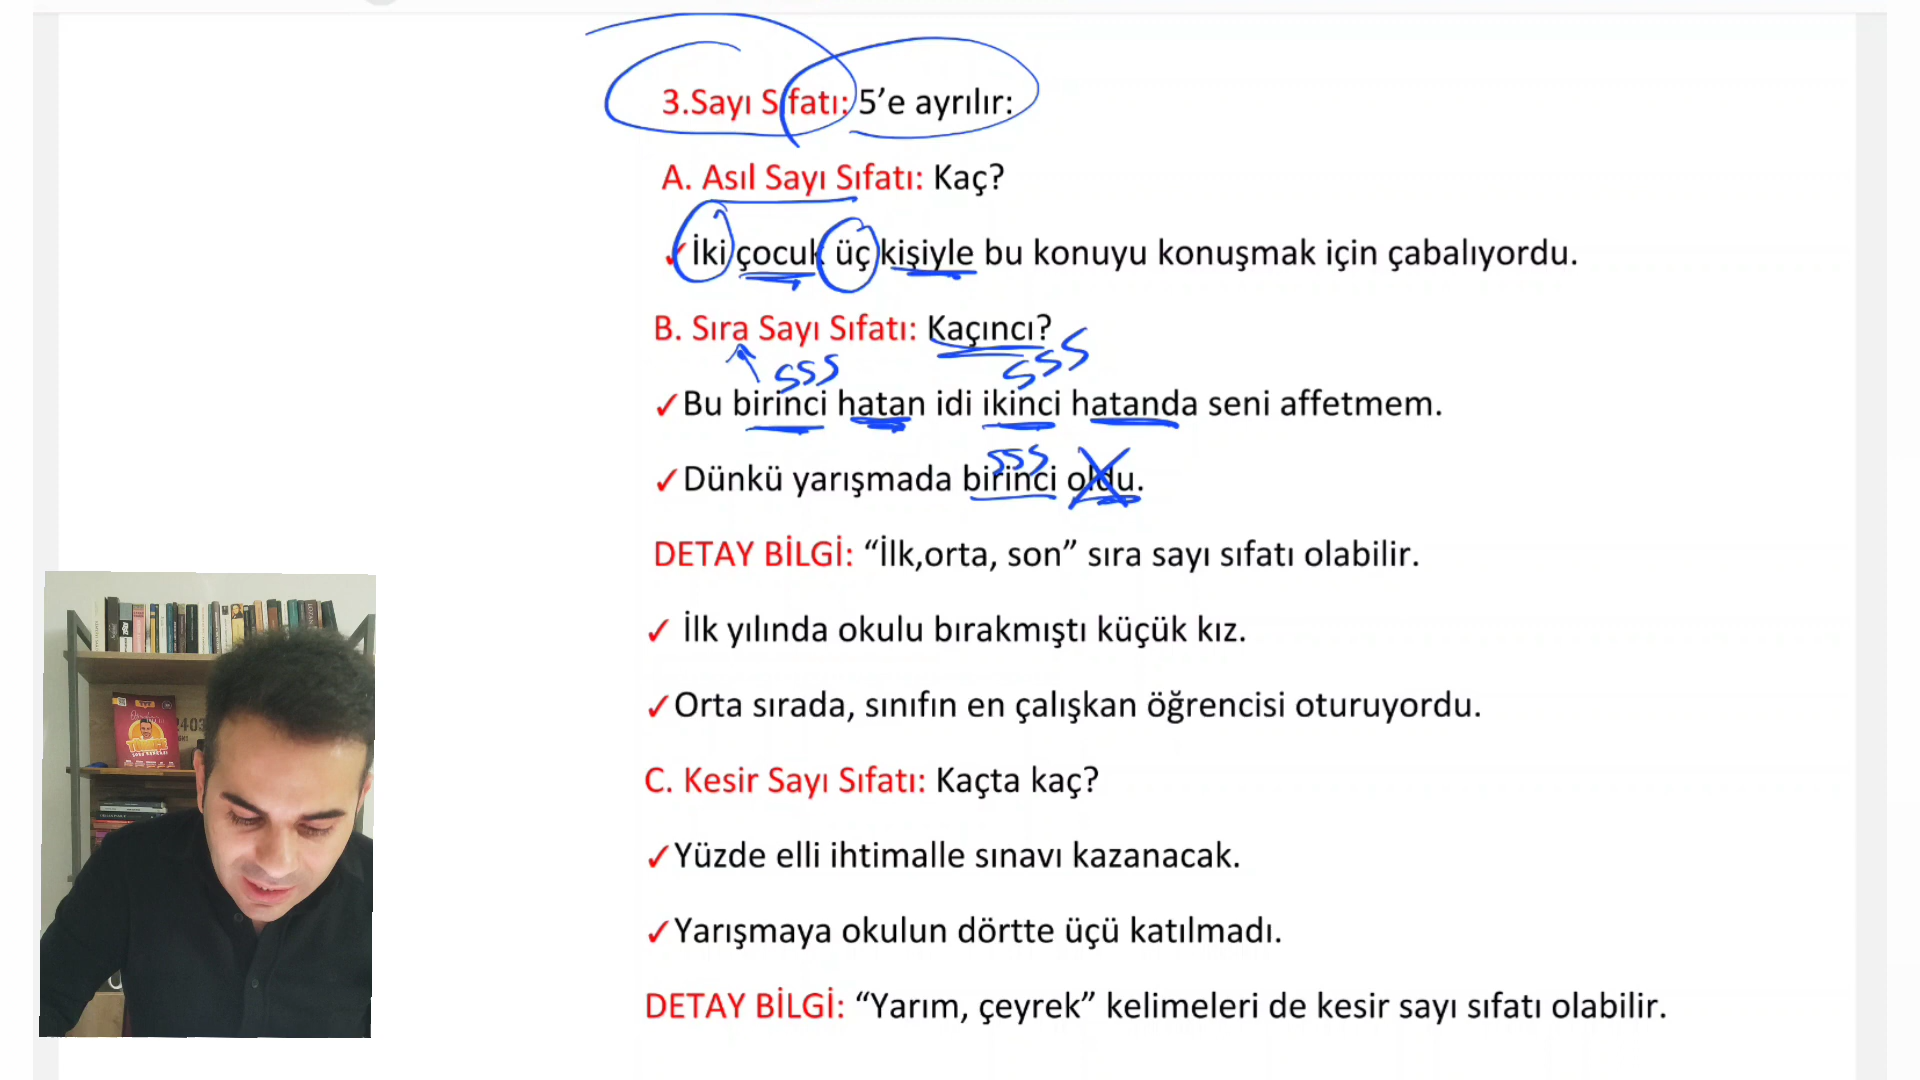 3.Sayı Sıfatı: 5’e ayrılır:
A. Asıl Sayı Sıfatı: Kaç?
✓İki çocuk üç kişiyle bu konuyu konuşmak için çabalıyordu.
B. Sıra Sayı Sıfatı: Kaçıncı?
SSS SSS
✓Bu birinci hatan idi ikinci hatanda seni affetmem.
SSS
✓Dünkü yarışmada birinci oldu.
DETAY BİLGİ: “İlk,orta, son” sıra sayı sıfatı olabilir.
✓ İlk yılında okulu bırakmıştı küçük kız.
✓Orta sırada, sınıfın en çalışkan öğrencisi oturuyordu.
C. Kesir Sayı Sıfatı: Kaçta kaç?
✓Yüzde elli ihtimalle sınavı kazanacak.
✓Yarışmaya okulun dörtte üçü katılmadı.
DETAY BİLGİ: “Yarım, çeyrek” kelimeleri de kesir sayı sıfatı olabilir.